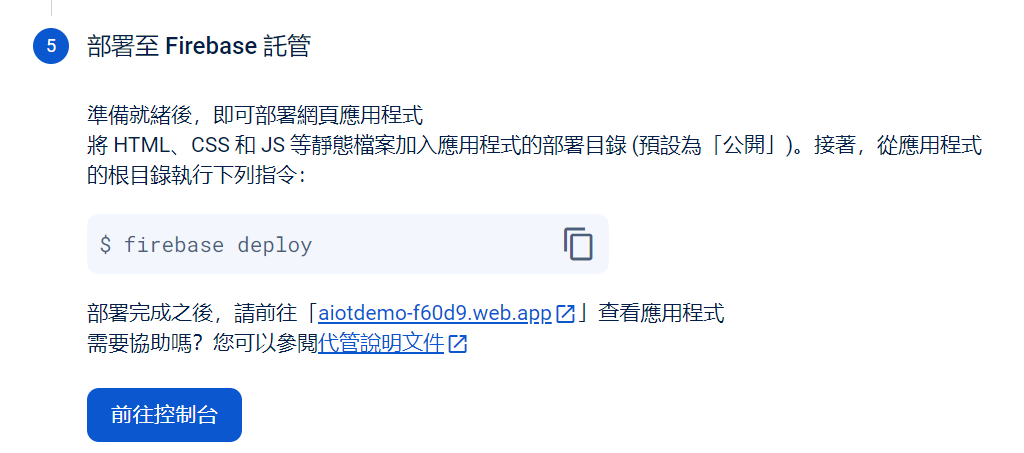 5 部署至 Firebase 託管
準備就緒後，即可部署網頁應用程式
將 HTML、CSS 和 JS 等靜態檔案加入應用程式的部署目錄 (預設為「公開」)。接著，從應用程式
的根目錄執行下列指令：
$ firebase deploy
部署完成之後，請前往「aiotdemo-f60d9.web.app」查看應用程式
需要協助嗎？您可以參閱代管說明文件
前往控制台